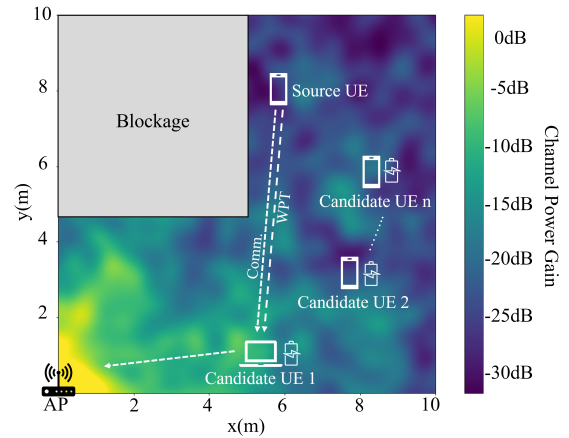 10
8
6
4
2
y(m)
Blockage
Source UE
Candidate UE n
Candidate UE 2
Candidate UE 1
Comm.
WPT
AP
2
4
6
8
10
x(m)
0dB
-5dB
-10dB
-15dB
-20dB
-25dB
-30dB
Channel Power Gain